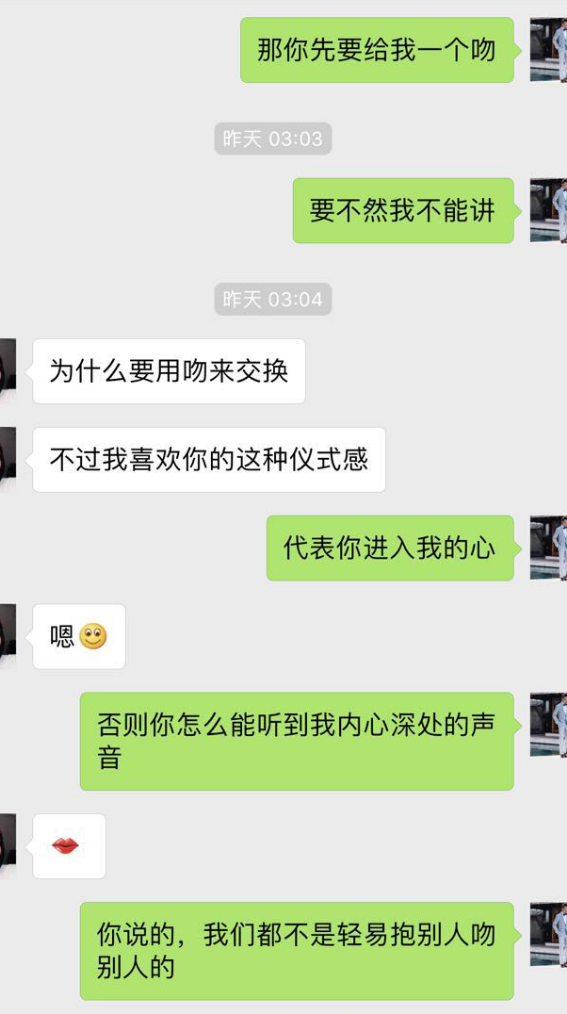 那你先要给我一个吻
昨天 03:03
要不然我不能讲
昨天 03:04
为什么要用吻来交换
不过我喜欢你的这种仪式感
代表你进入我的心
嗯
否则你怎么能听到我内心深处的声
音
你说的，我们都不是轻易抱别人吻
别人的